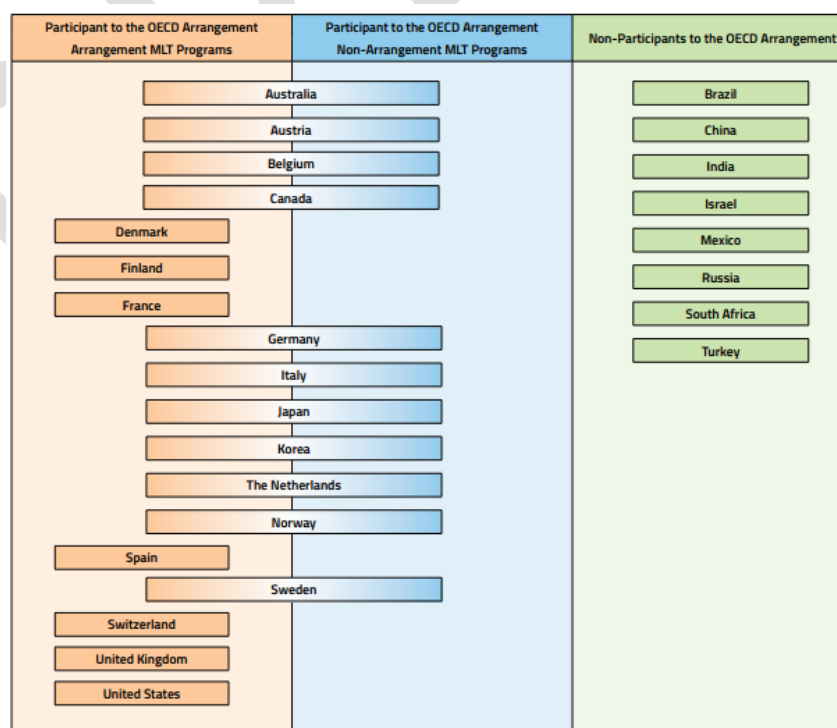 Participant to the OECD Arrangement
Arrangement MLT Programs
Participant to the OECD Arrangement
Non-Arrangement MLT Programs
Non-Participants to the OECD Arrangement
Australia
Austria
Belgium
Canada
Denmark
Finland
France
Germany
Italy
Japan
Korea
The Netherlands
Norway
Spain
Sweden
Switzerland
United Kingdom
United States
Brazil
China
India
Israel
Mexico
Russia
South Africa
Turkey